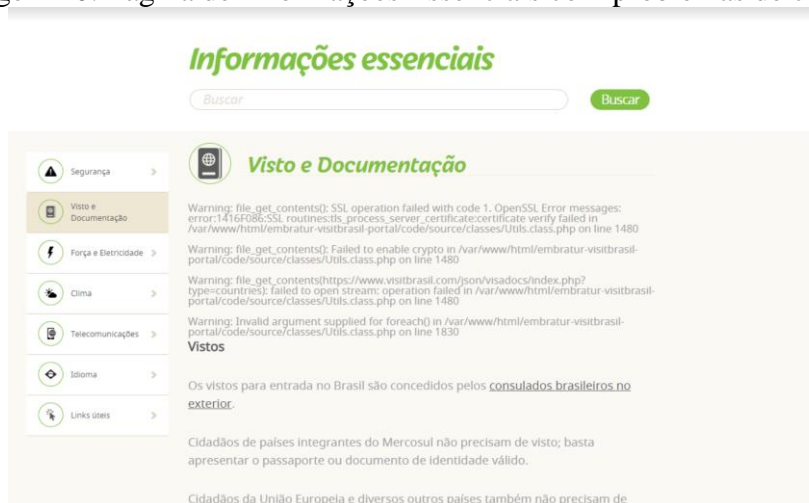 Informações essenciais
Buscar
Buscar
Segurança
Visto e
Documentação
Força e Eletricidade
Clima
Telecomunicações
Idioma
Links úteis
Visto e Documentação
Warning: file_get_contents(): SSL operation failed with code 1. OpenSSL Error messages:
error:1416F086:SSL routines:tls_process_server_certificate:certificate verify failed in
/var/www/html/embratur-visitbrasil-portal/code/source/classes/Utils.class.php on line 1480
Warning: file_get_contents(): Failed to enable crypto in /var/www/html/embratur-visitbrasil-
portal/code/source/classes/Utils.class.php on line 1480
Warning: file_get_contents(https://www.visitbrasil.com/json/visadocs/index.php?
type=countries): failed to open stream: operation failed in /var/www/html/embratur-visitbrasil-
portal/code/source/classes/Utils.class.php on line 1480
Warning: Invalid argument supplied for foreach() in /var/www/html/embratur-visitbrasil-
portal/code/source/classes/Utils.class.php on line 1830
Vistos
Os vistos para entrada no Brasil são concedidos pelos consulados brasileiros no
exterior.
Cidadãos de países integrantes do Mercosul não precisam de visto; basta
apresentar o passaporte ou documento de identidade válido.
Cidadãos da União Europeia e diversos outros países também não precisam de